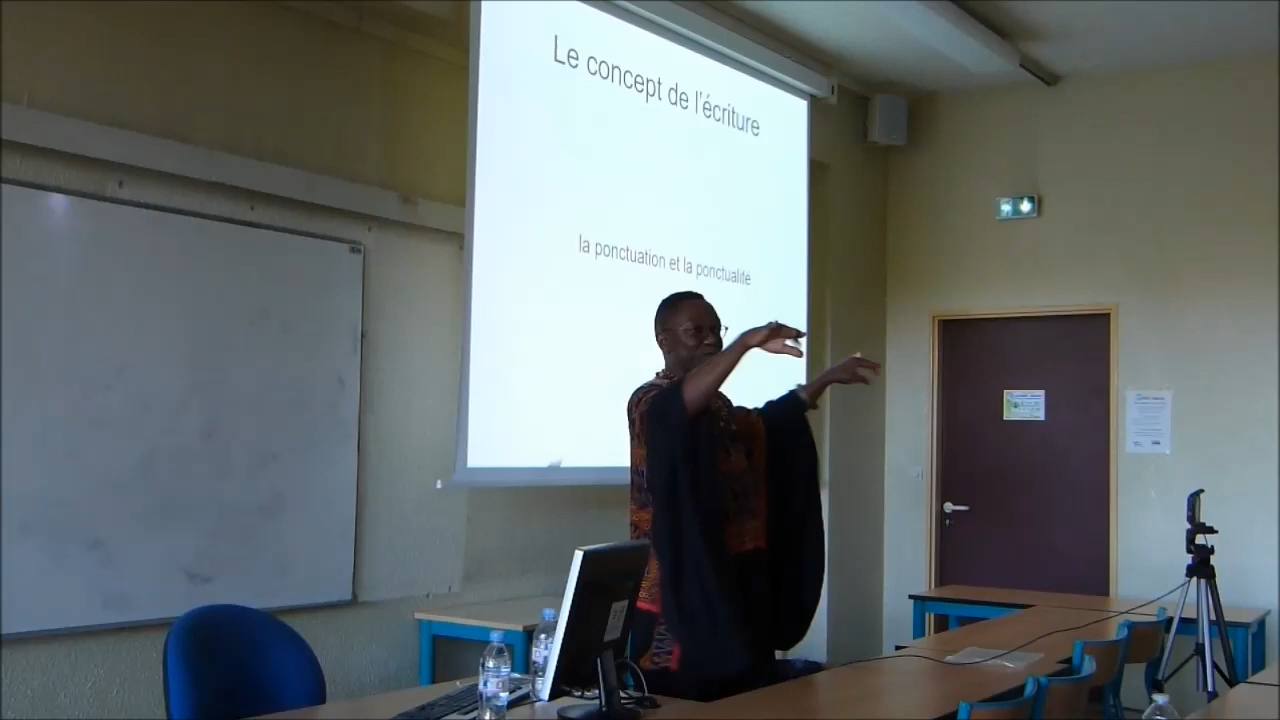 Le concept de l'écriture
la ponctuation et la ponctualité